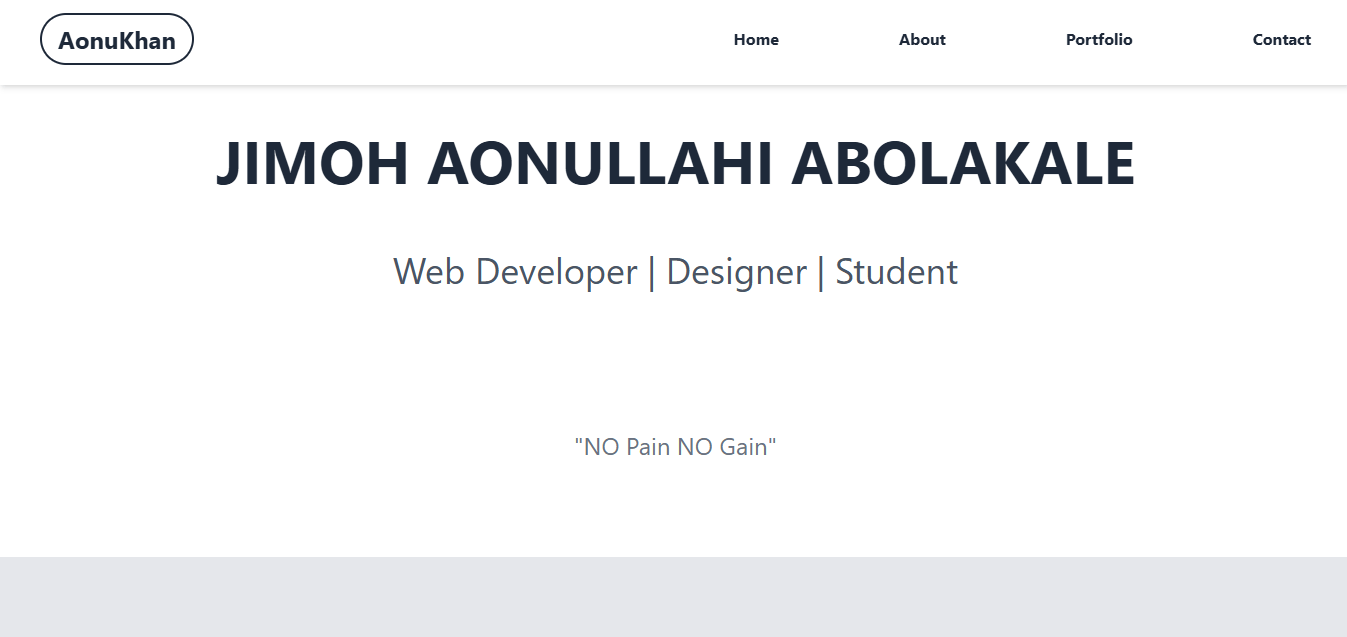 AonuKhan
Home About Portfolio Contact
JIMOH AONULLAHI ABOLAKALE
Web Developer | Designer | Student
"NO Pain NO Gain"